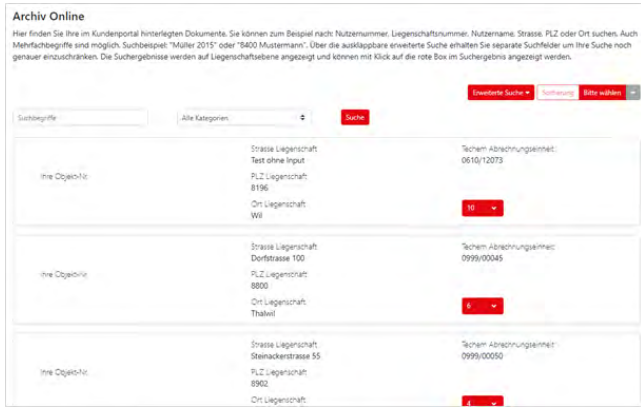 Archiv Online
Hier finden Sie Ihre im Kundenportal hinterlegten Dokumente. Sie können zum Beispiel nach: Nutzernummer, Liegenschaftsnummer, Nutzername, Strasse, PLZ oder Ort suchen. Auch
Mehrfachbegriffe sind möglich. Suchbeispiel: "Müller 2015" oder "8400 Mustermann". Über die ausklappbare erweiterte Suche erhalten Sie separate Suchfelder um Ihre Suche noch
genauer einzuschränken. Die Suchergebnisse werden auf Liegenschaftsebene angezeigt und können mit Klick auf die rote Box im Suchergebnis angezeigt werden.
Erweiterte Suche Sortierung Bitte wählen
Suchbegriffe Alle Kategorien Suche
Strasse Liegenschaft Techem Abrechnungseinheit:
Test ohne Input 0610/12073
Ihre Objekt-Nr. PLZ Liegenschaft
8196
Ort Liegenschaft 10
Wil
Strasse Liegenschaft Techem Abrechnungseinheit:
Dorfstrasse 100 0999/00045
Ihre Objekt-Nr. PLZ Liegenschaft
8800
Ort Liegenschaft 6
Thalwil
Strasse Liegenschaft Techem Abrechnungseinheit:
Steinackerstrasse 55 0999/00050
Ihre Objekt-Nr. PLZ Liegenschaft
8902
Ort Liegenschaft 4